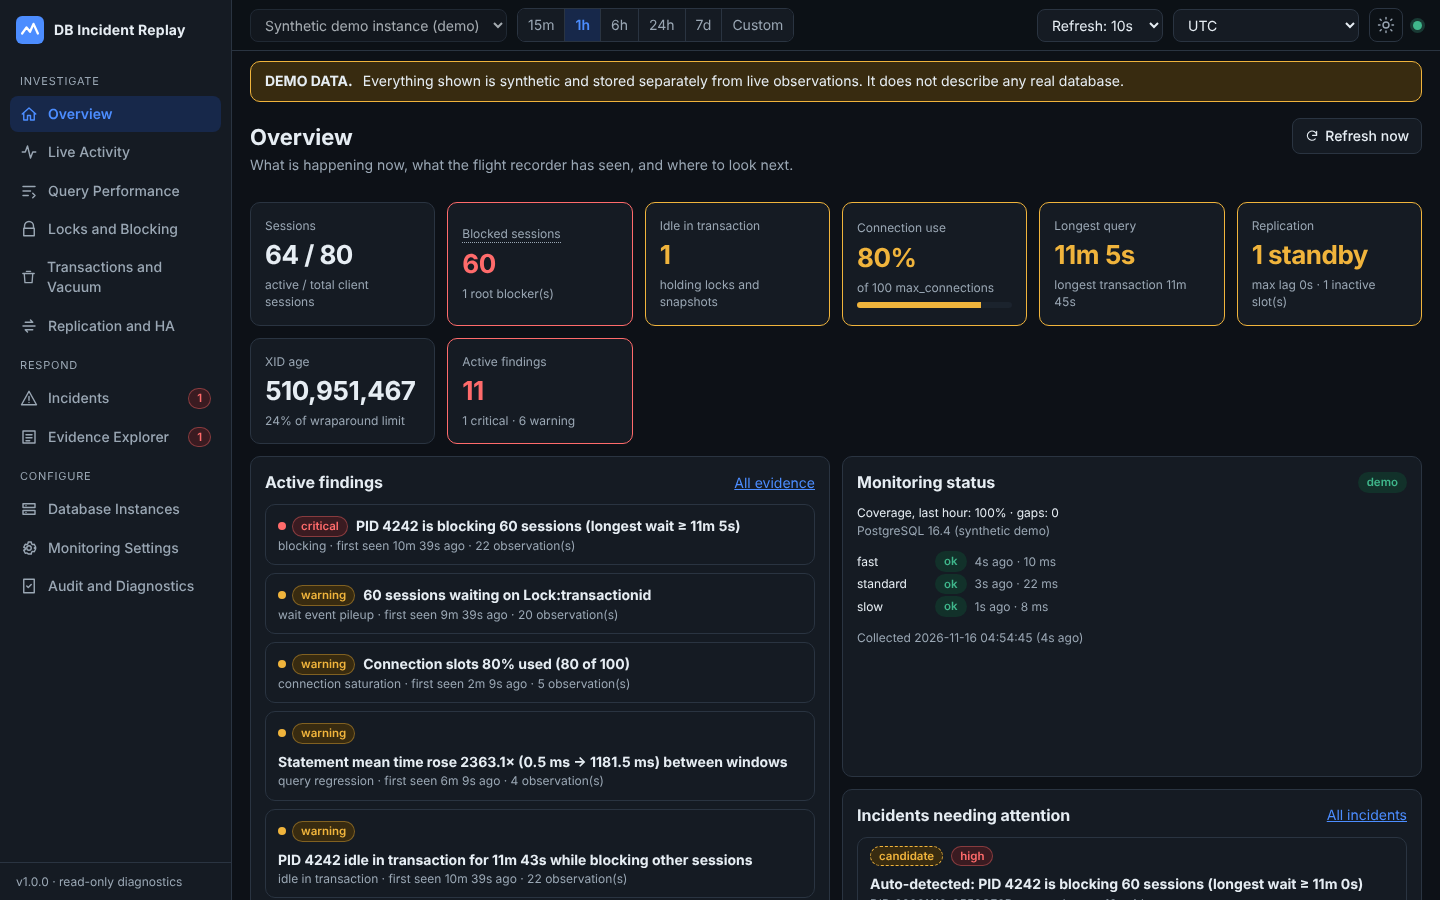 DB Incident Replay
INVESTIGATE
Overview
Live Activity
Query Performance
Locks and Blocking
Transactions and
Vacuum
Replication and HA
RESPOND
Incidents 1
Evidence Explorer 1
CONFIGURE
Database Instances
Monitoring Settings
Audit and Diagnostics
v1.0.0 · read-only diagnostics
Synthetic demo instance (demo) 15m 1h 6h 24h 7d Custom Refresh: 10s UTC
DEMO DATA. Everything shown is synthetic and stored separately from live observations. It does not describe any real database.
Overview
Refresh now
What is happening now, what the flight recorder has seen, and where to look next.
Sessions
64 / 80
active / total client
sessions
Blocked sessions
60
1 root blocker(s)
Idle in transaction
1
holding locks and
snapshots
Connection use
80%
of 100 max_connections
Longest query
11m 5s
longest transaction 11m
45s
Replication
1 standby
max lag 0s · 1 inactive
slot(s)
XID age
510,951,467
24% of wraparound limit
Active findings
11
1 critical · 6 warning
Active findings All evidence
critical PID 4242 is blocking 60 sessions (longest wait ≥ 11m 5s)
blocking · first seen 10m 39s ago · 22 observation(s)
warning 60 sessions waiting on Lock:transactionid
wait event pileup · first seen 9m 39s ago · 20 observation(s)
warning Connection slots 80% used (80 of 100)
connection saturation · first seen 2m 9s ago · 5 observation(s)
warning
Statement mean time rose 2363.1× (0.5 ms → 1181.5 ms) between windows
query regression · first seen 6m 9s ago · 4 observation(s)
warning
PID 4242 idle in transaction for 11m 43s while blocking other sessions
idle in transaction · first seen 10m 39s ago · 22 observation(s)
Monitoring status demo
Coverage, last hour: 100% · gaps: 0
PostgreSQL 16.4 (synthetic demo)
fast ok 4s ago · 10 ms
standard ok 3s ago · 22 ms
slow ok 1s ago · 8 ms
Collected 2026-11-16 04:54:45 (4s ago)
Incidents needing attention All incidents
candidate high
Auto-detected: PID 4242 is blocking 60 sessions (longest wait ≥ 11m 0s)